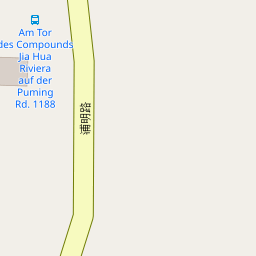 Am Tor
des Compounds
Jia Hua
Riviera
auf der
Puming
Rd. 1188
浦明路